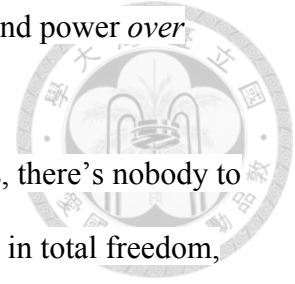 nd power over
, there’s nobody to
in total freedom,